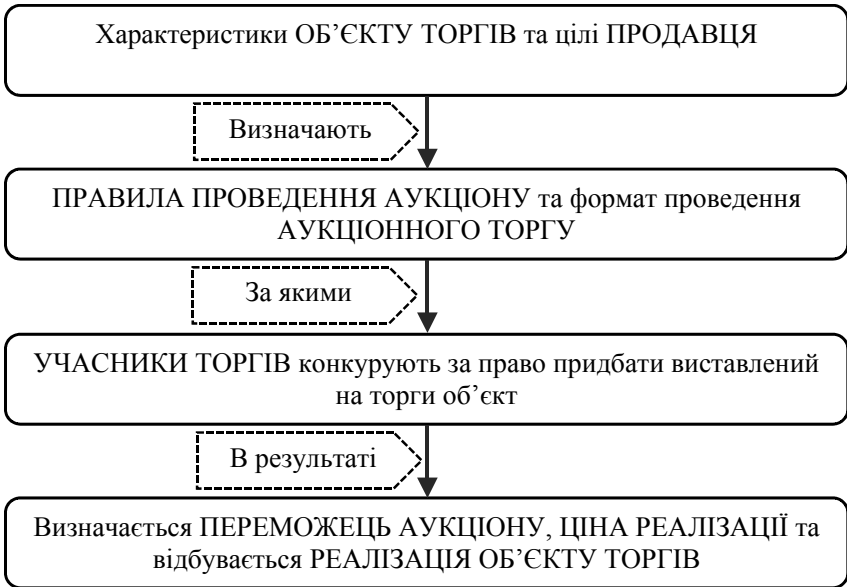 Характеристики ОБ’ЄКТУ ТОРГІВ та цілі ПРОДАВЦЯ
Визначають
ПРАВИЛА ПРОВЕДЕННЯ АУКЦІОНУ та формат проведення
АУКЦІОННОГО ТОРГУ
За якими
УЧАСНИКИ ТОРГІВ конкурують за право придбати виставлений
на торги об’єкт
В результаті
Визначається ПЕРЕМОЖЕЦЬ АУКЦІОНУ, ЦІНА РЕАЛІЗАЦІЇ та
відбувається РЕАЛІЗАЦІЯ ОБ’ЄКТУ ТОРГІВ